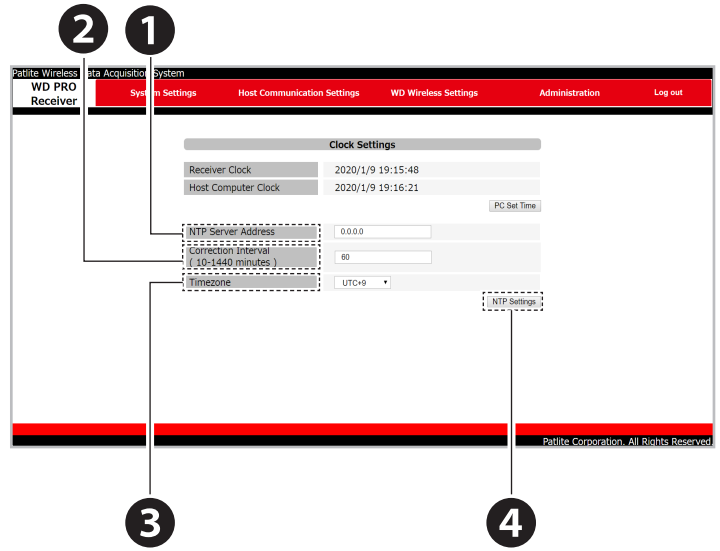 2 1
Patlite Wireless ata Acquisition System
WD PRO
Receiver
System Settings Host Communication Settings WD Wireless Settings Administration Log out
Clock Settings
Receiver Clock 2020/1/9 19:15:48
Host Computer Clock 2020/1/9 19:16:21
PC Set Time
NTP Server Address 0.0.0.0
Correction Interval
( 10-1440 minutes ) 60
Timezone UTC+9
NTP Settings
Patlite Corporation. All Rights Reserved.
3 4